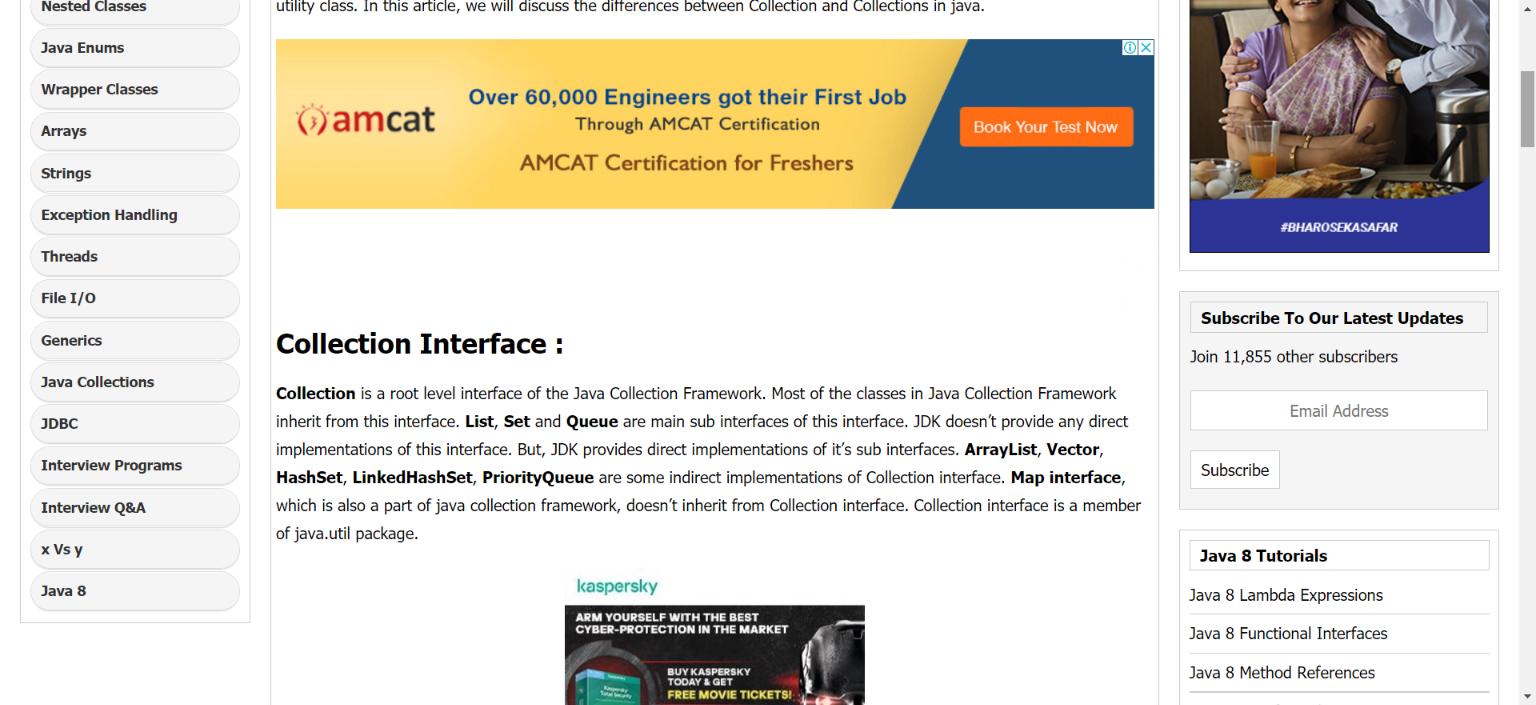 Nested Classes
Java Enums
Wrapper Classes
Arrays
Strings
Exception Handling
Threads
File I/O
Generics
Java Collections
JDBC
Interview Programs
Interview Q&A
x Vs y
Java 8
utility class. In this article, we will discuss the differences between Collection and Collections in java.
amcat
Over 60,000 Engineers got their First Job
Through AMCAT Certification
AMCAT Certification for Freshers
Book Your Test Now
Collection Interface :
Collection is a root level interface of the Java Collection Framework. Most of the classes in Java Collection Framework
inherit from this interface. List, Set and Queue are main sub interfaces of this interface. JDK doesn’t provide any direct
implementations of this interface. But, JDK provides direct implementations of it’s sub interfaces. ArrayList, Vector,
HashSet, LinkedHashSet, PriorityQueue are some indirect implementations of Collection interface. Map interface,
which is also a part of java collection framework, doesn’t inherit from Collection interface. Collection interface is a member
of java.util package.
kaspersky
ARM YOURSELF WITH THE BEST
CYBER-PROTECTION IN THE MARKET
BUY KASPERSKY
TODAY & GET
FREE MOVIE TICKETS!
kaspersky
Kaspersky
Total Security
#BHAROSEKASAFAR
Subscribe To Our Latest Updates
Join 11,855 other subscribers
Email Address
Subscribe
Java 8 Tutorials
Java 8 Lambda Expressions
Java 8 Functional Interfaces
Java 8 Method References